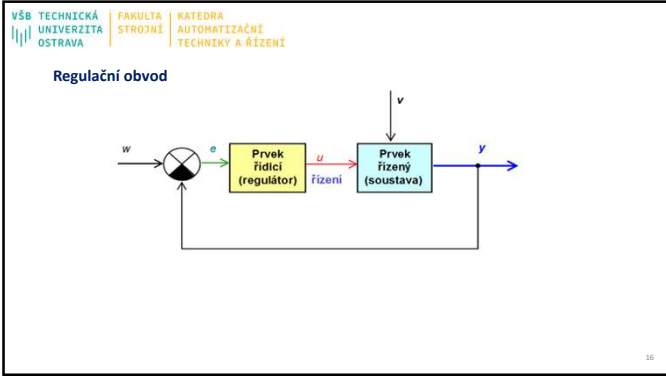 VŠB TECHNICKÁ
UNIVERZITA
OSTRAVA
FAKULTA
STROJNÍ
KATEDRA
AUTOMATIZAČNÍ
TECHNIKY A ŘÍZENÍ
Regulační obvod
v
w
e
Prvek
řídicí
(regulátor)
u
řízení
Prvek
řízený
(soustava)
y
16